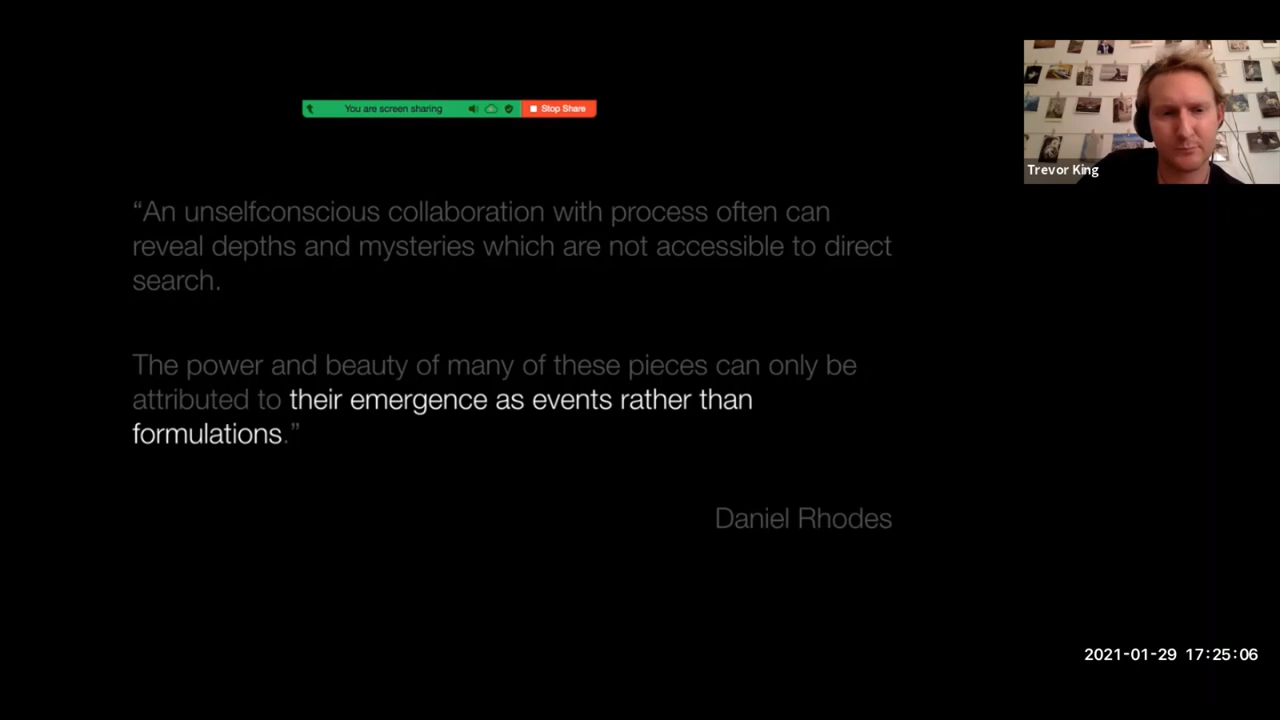 You are screen sharing
Stop Share
Trevor King
“An unselfconscious collaboration with process often can
reveal depths and mysteries which are not accessible to direct
search.
The power and beauty of many of these pieces can only be
attributed to their emergence as events rather than
formulations.”
Daniel Rhodes
2021-01-29 17:25:06